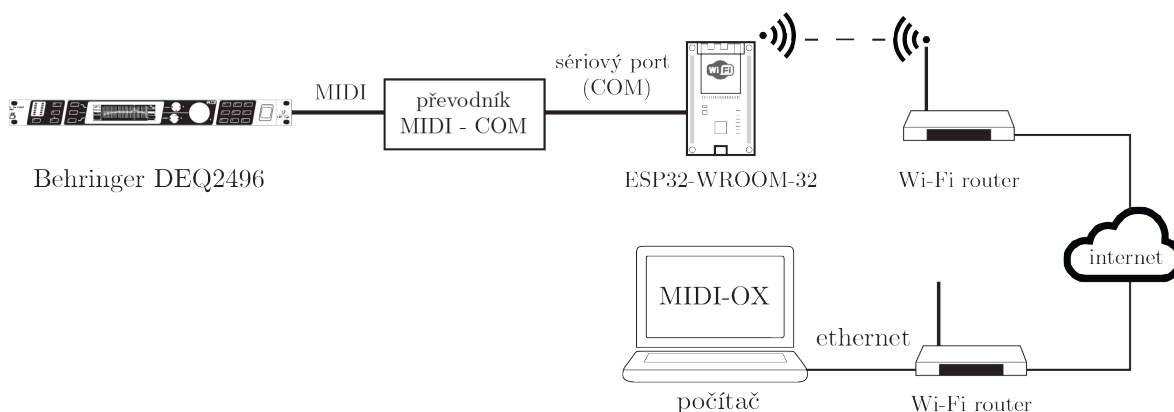 MIDI
převodník
MIDI - COM
sériový port
(COM)
WiFi
Behringer DEQ2496
ESP32-WROOM-32
Wi-Fi router
internet
MIDI-OX
ethernet
počítač
Wi-Fi router